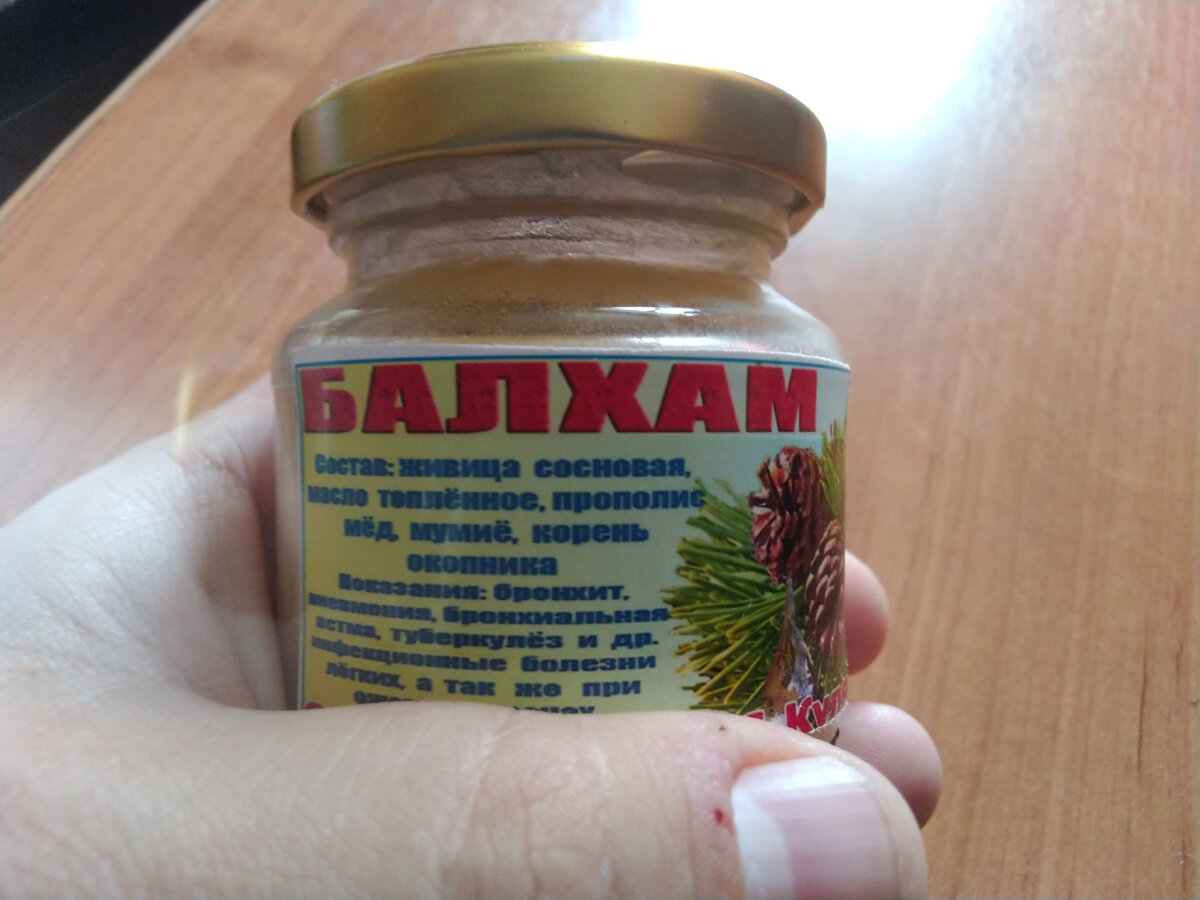 БАЛХАМ
Состав: живица сосновая,
масло топлённое, прополис
мёд, мумиё, корень
окопника
Показания: бронхит,
пневмония, бронхиальная
астма, туберкулёз и др.
инфекционные болезни
лёгких, а так же при